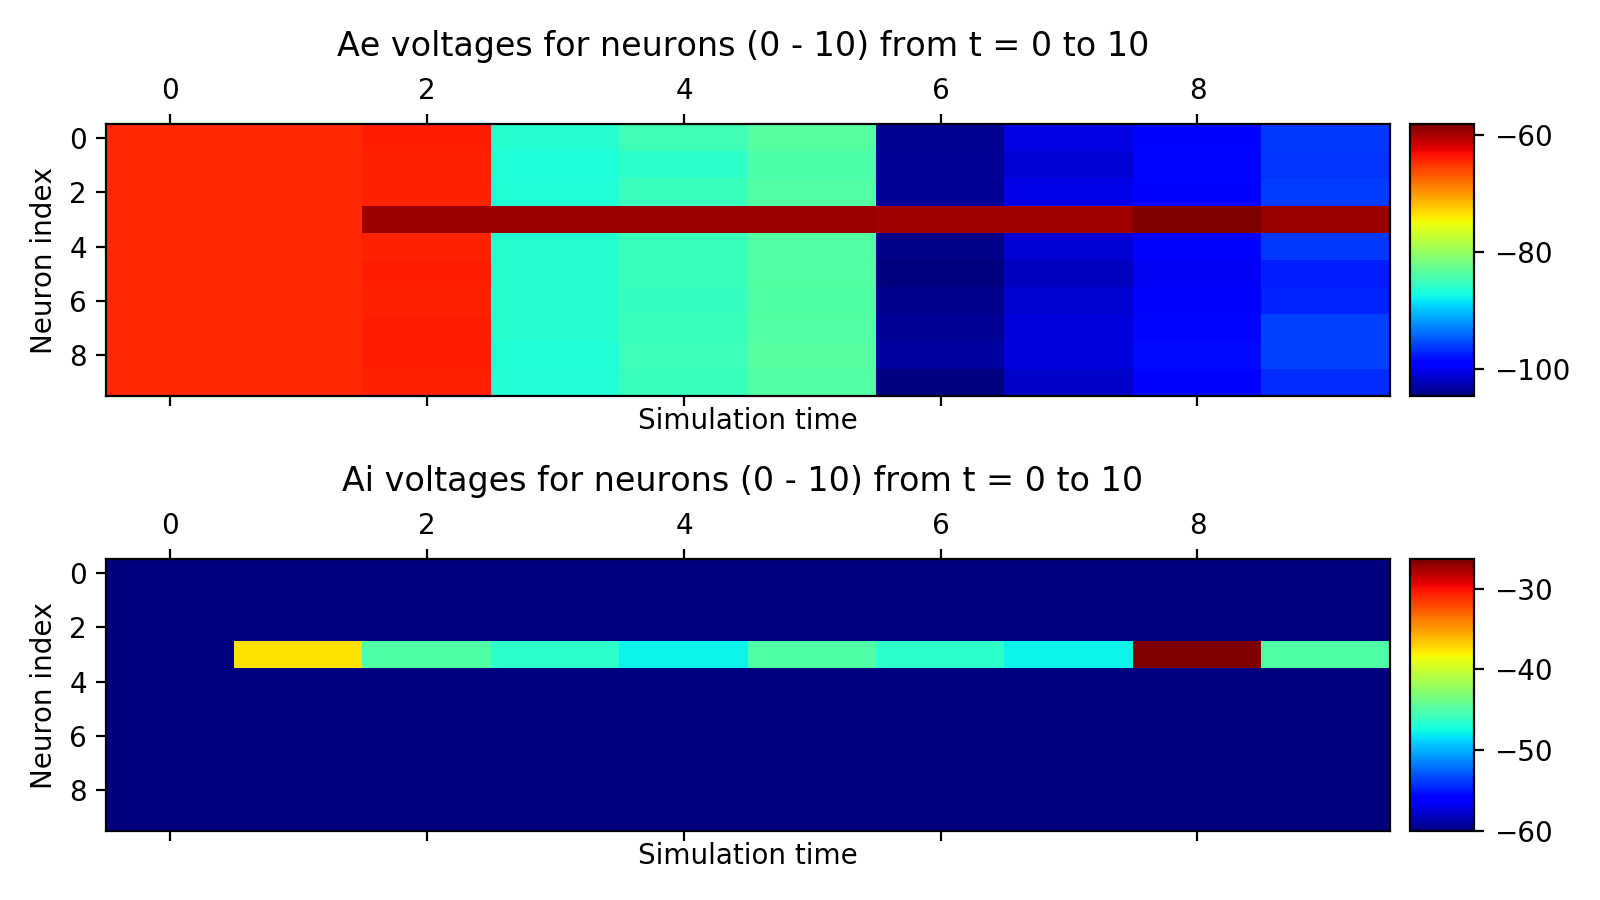 Ae voltages for neurons (0 - 10) from t = 0 to 10
0 2 4 6 8
Neuron index
0
2
4
6
8
−60
−80
−100
Simulation time
Ai voltages for neurons (0 - 10) from t = 0 to 10
0 2 4 6 8
Neuron index
0
2
4
6
8
−30
−40
−50
−60
Simulation time